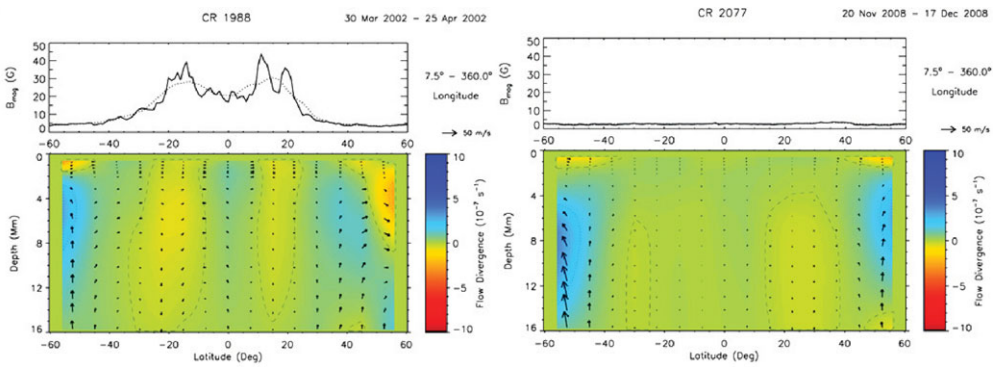 CR 1988
30 Mar 2002 – 25 Apr 2002
50
40
30
20
10
0
B_mag (G)
7.5° – 360.0°
Longitude
50 m/s
−60 −40 −20 0 20 40 60
0
4
8
12
16
Depth (Mm)
10
5
0
−5
−10
Flow Divergence (10⁻⁷ s⁻¹)
−60 −40 −20 0 20 40 60
Latitude (Deg)
CR 2077
20 Nov 2008 – 17 Dec 2008
50
40
30
20
10
0
B_mag (G)
7.5° – 360.0°
Longitude
50 m/s
−60 −40 −20 0 20 40 60
0
4
8
12
16
Depth (Mm)
10
5
0
−5
−10
Flow Divergence (10⁻⁷ s⁻¹)
−60 −40 −20 0 20 40 60
Latitude (Deg)